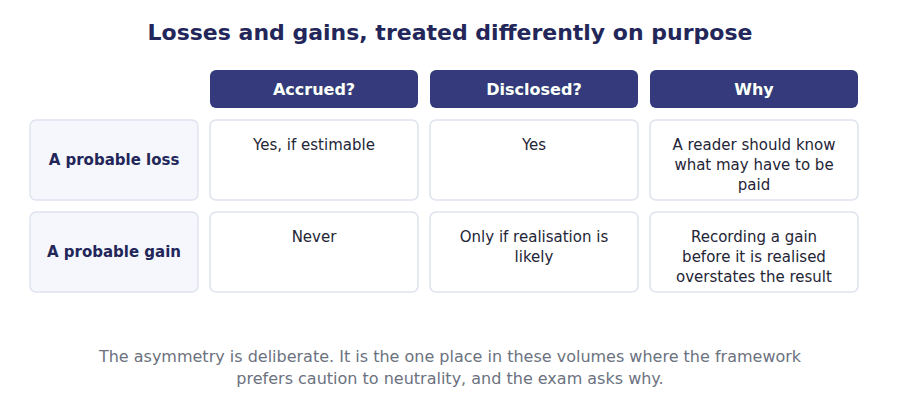 Losses and gains, treated differently on purpose
Accrued?
Disclosed?
Why
A probable loss
Yes, if estimable
Yes
A reader should know
what may have to be
paid
A probable gain
Never
Only if realisation is
likely
Recording a gain
before it is realised
overstates the result
The asymmetry is deliberate. It is the one place in these volumes where the framework
prefers caution to neutrality, and the exam asks why.